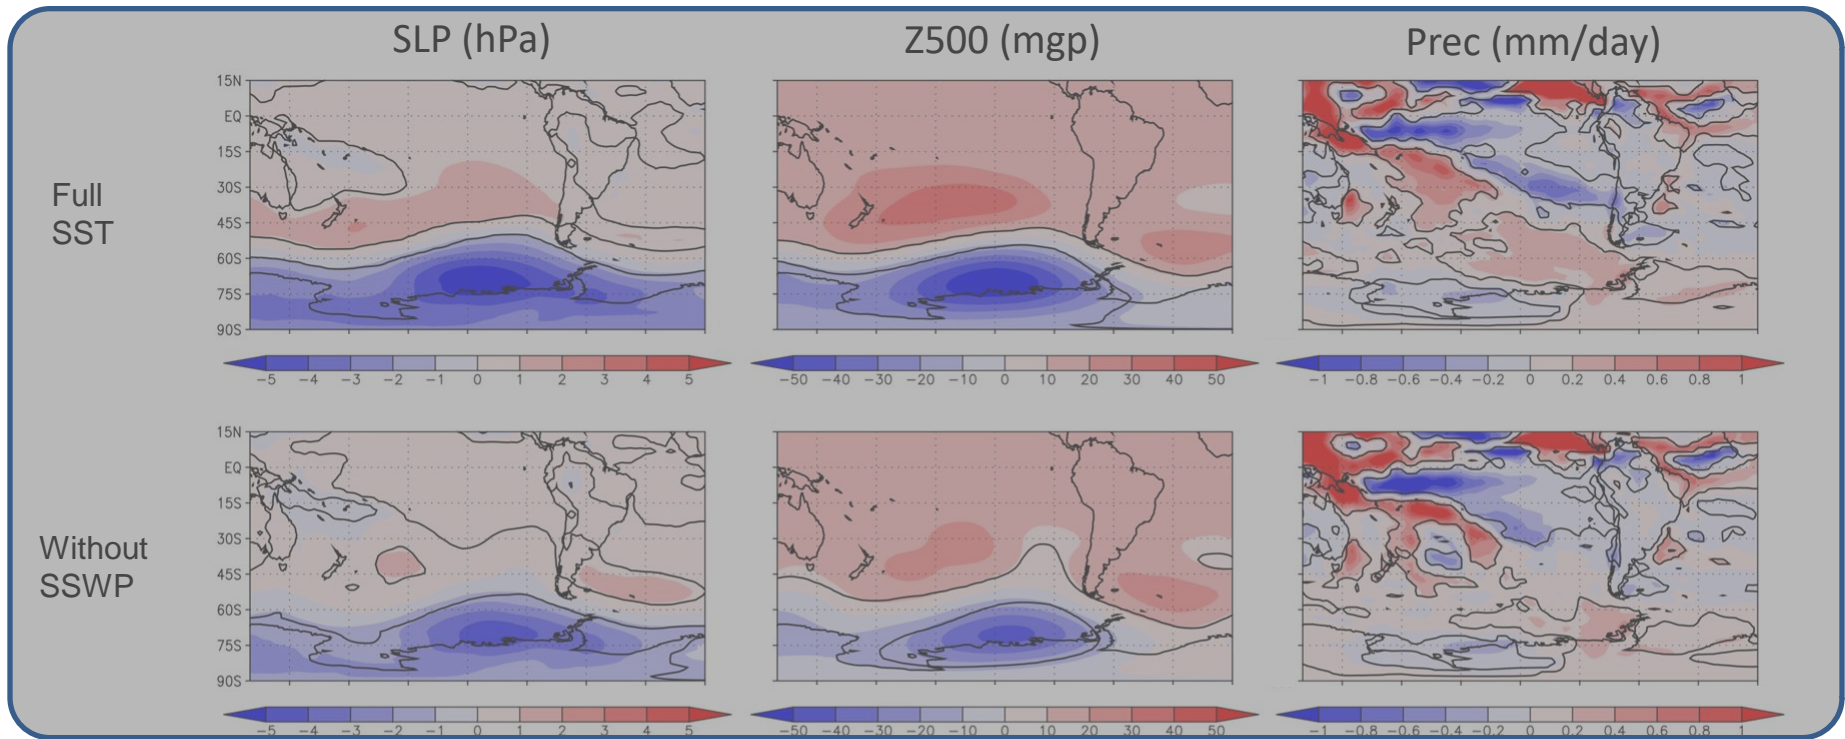 SLP (hPa) Z500 (mgp) Prec (mm/day)
Full
SST
15N
EQ
15S
30S
45S
60S
75S
90S
−5 −4 −3 −2 −1 0 1 2 3 4 5
−50 −40 −30 −20 −10 0 10 20 30 40 50
−1 −0.8 −0.6 −0.4 −0.2 0 0.2 0.4 0.6 0.8 1
Without
SSWP
15N
EQ
15S
30S
45S
60S
75S
90S
−5 −4 −3 −2 −1 0 1 2 3 4 5
−50 −40 −30 −20 −10 0 10 20 30 40 50
−1 −0.8 −0.6 −0.4 −0.2 0 0.2 0.4 0.6 0.8 1